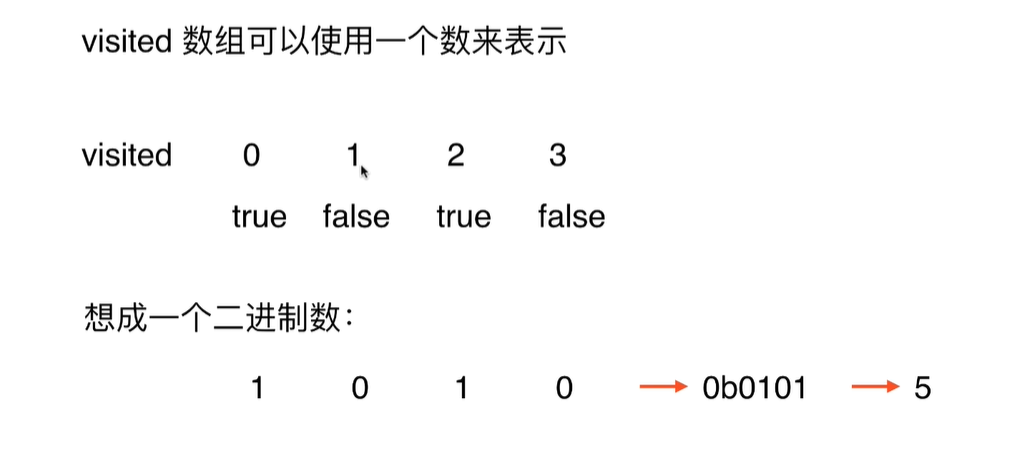 visited 数组可以使用一个数来表示
visited 0 1 2 3
true false true false
想成一个二进制数：
1 0 1 0 → 0b0101 → 5